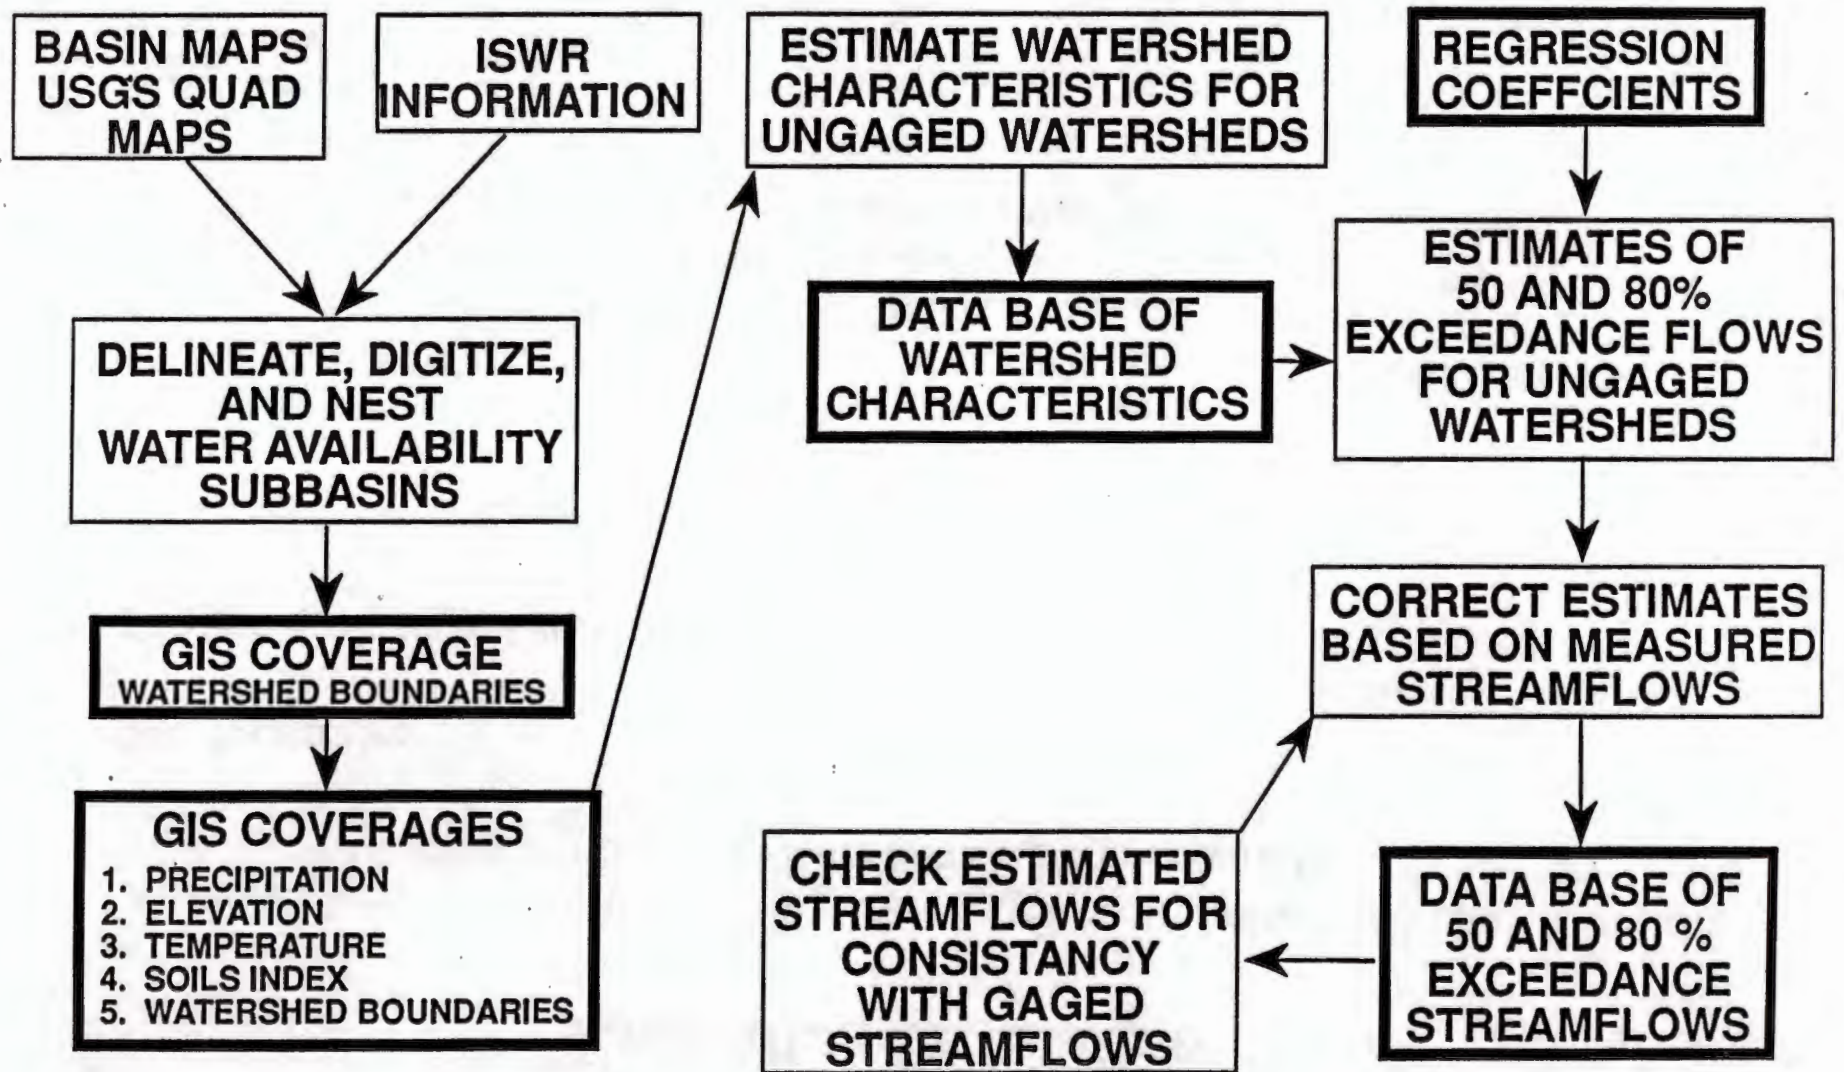 BASIN MAPS
USGS QUAD
MAPS
ISWR
INFORMATION
DELINEATE, DIGITIZE,
AND NEST
WATER AVAILABILITY
SUBBASINS
GIS COVERAGE
WATERSHED BOUNDARIES
GIS COVERAGES
1. PRECIPITATION
2. ELEVATION
3. TEMPERATURE
4. SOILS INDEX
5. WATERSHED BOUNDARIES
ESTIMATE WATERSHED
CHARACTERISTICS FOR
UNGAGED WATERSHEDS
DATA BASE OF
WATERSHED
CHARACTERISTICS
REGRESSION
COEFFCIENTS
ESTIMATES OF
50 AND 80%
EXCEEDANCE FLOWS
FOR UNGAGED
WATERSHEDS
CORRECT ESTIMATES
BASED ON MEASURED
STREAMFLOWS
DATA BASE OF
50 AND 80 %
EXCEEDANCE
STREAMFLOWS
CHECK ESTIMATED
STREAMFLOWS FOR
CONSISTANCY
WITH GAGED
STREAMFLOWS